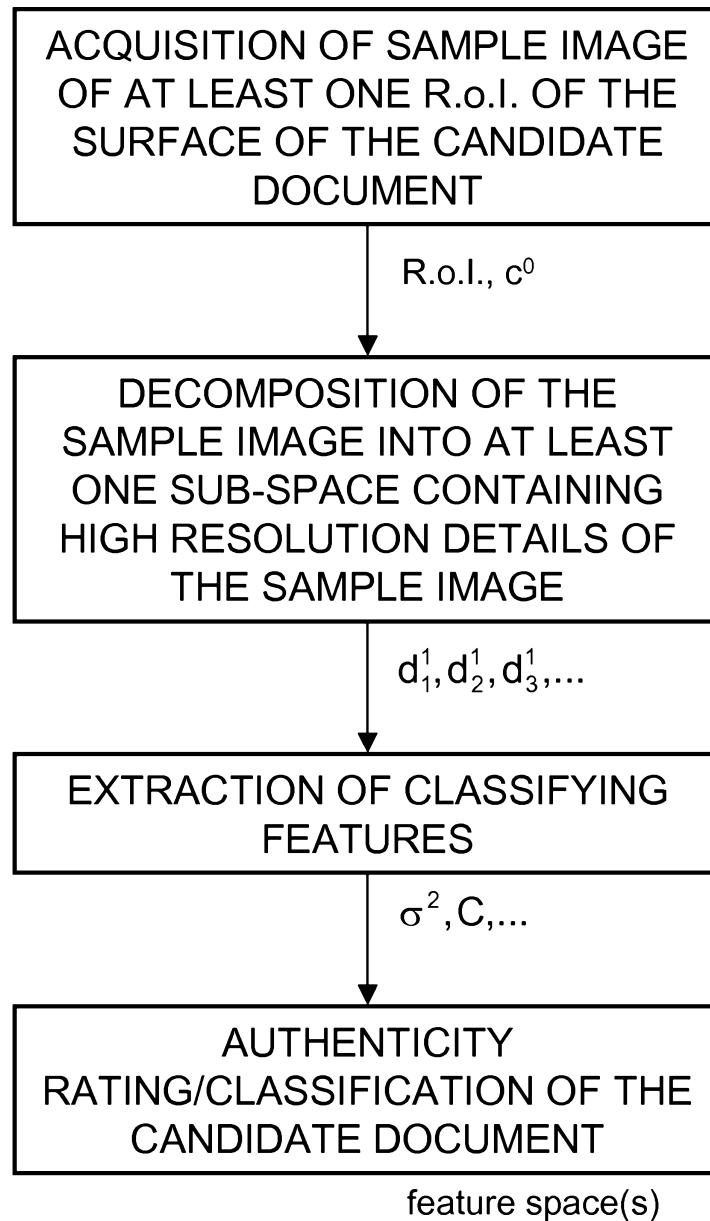 ACQUISITION OF SAMPLE IMAGE
OF AT LEAST ONE R.o.I. OF THE
SURFACE OF THE CANDIDATE
DOCUMENT
R.o.I., c⁰
DECOMPOSITION OF THE
SAMPLE IMAGE INTO AT LEAST
ONE SUB-SPACE CONTAINING
HIGH RESOLUTION DETAILS OF
THE SAMPLE IMAGE
d₁¹,d₂¹,d₃¹,...
EXTRACTION OF CLASSIFYING
FEATURES
σ²,C,...
AUTHENTICITY
RATING/CLASSIFICATION OF THE
CANDIDATE DOCUMENT
feature space(s)